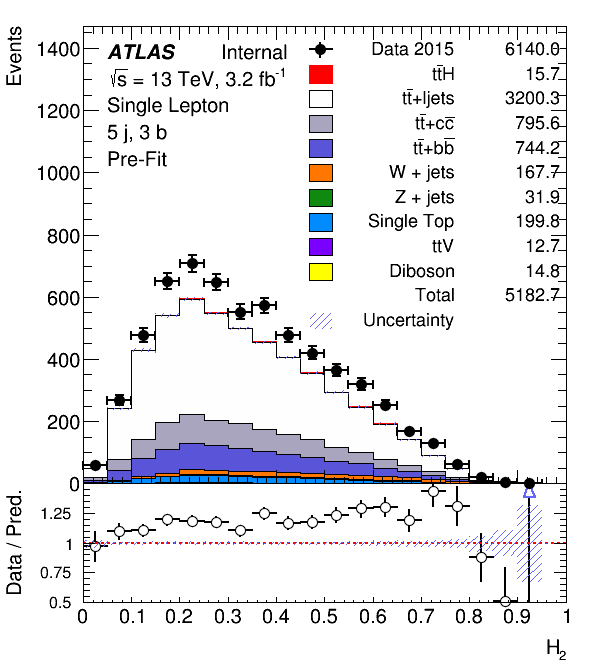 Events
1400
1200
1000
800
600
400
200
0
ATLAS Internal
√s = 13 TeV, 3.2 fb⁻¹
Single Lepton
5 j, 3 b
Pre-Fit
Data 2015 6140.0
tt̄H 15.7
tt̄+ljets 3200.3
tt̄+cc̄ 795.6
tt̄+bb̄ 744.2
W + jets 167.7
Z + jets 31.9
Single Top 199.8
ttV 12.7
Diboson 14.8
Total 5182.7
Uncertainty
Data / Pred.
1.25
1
0.75
0.5
0 0.1 0.2 0.3 0.4 0.5 0.6 0.7 0.8 0.9 1
H₂